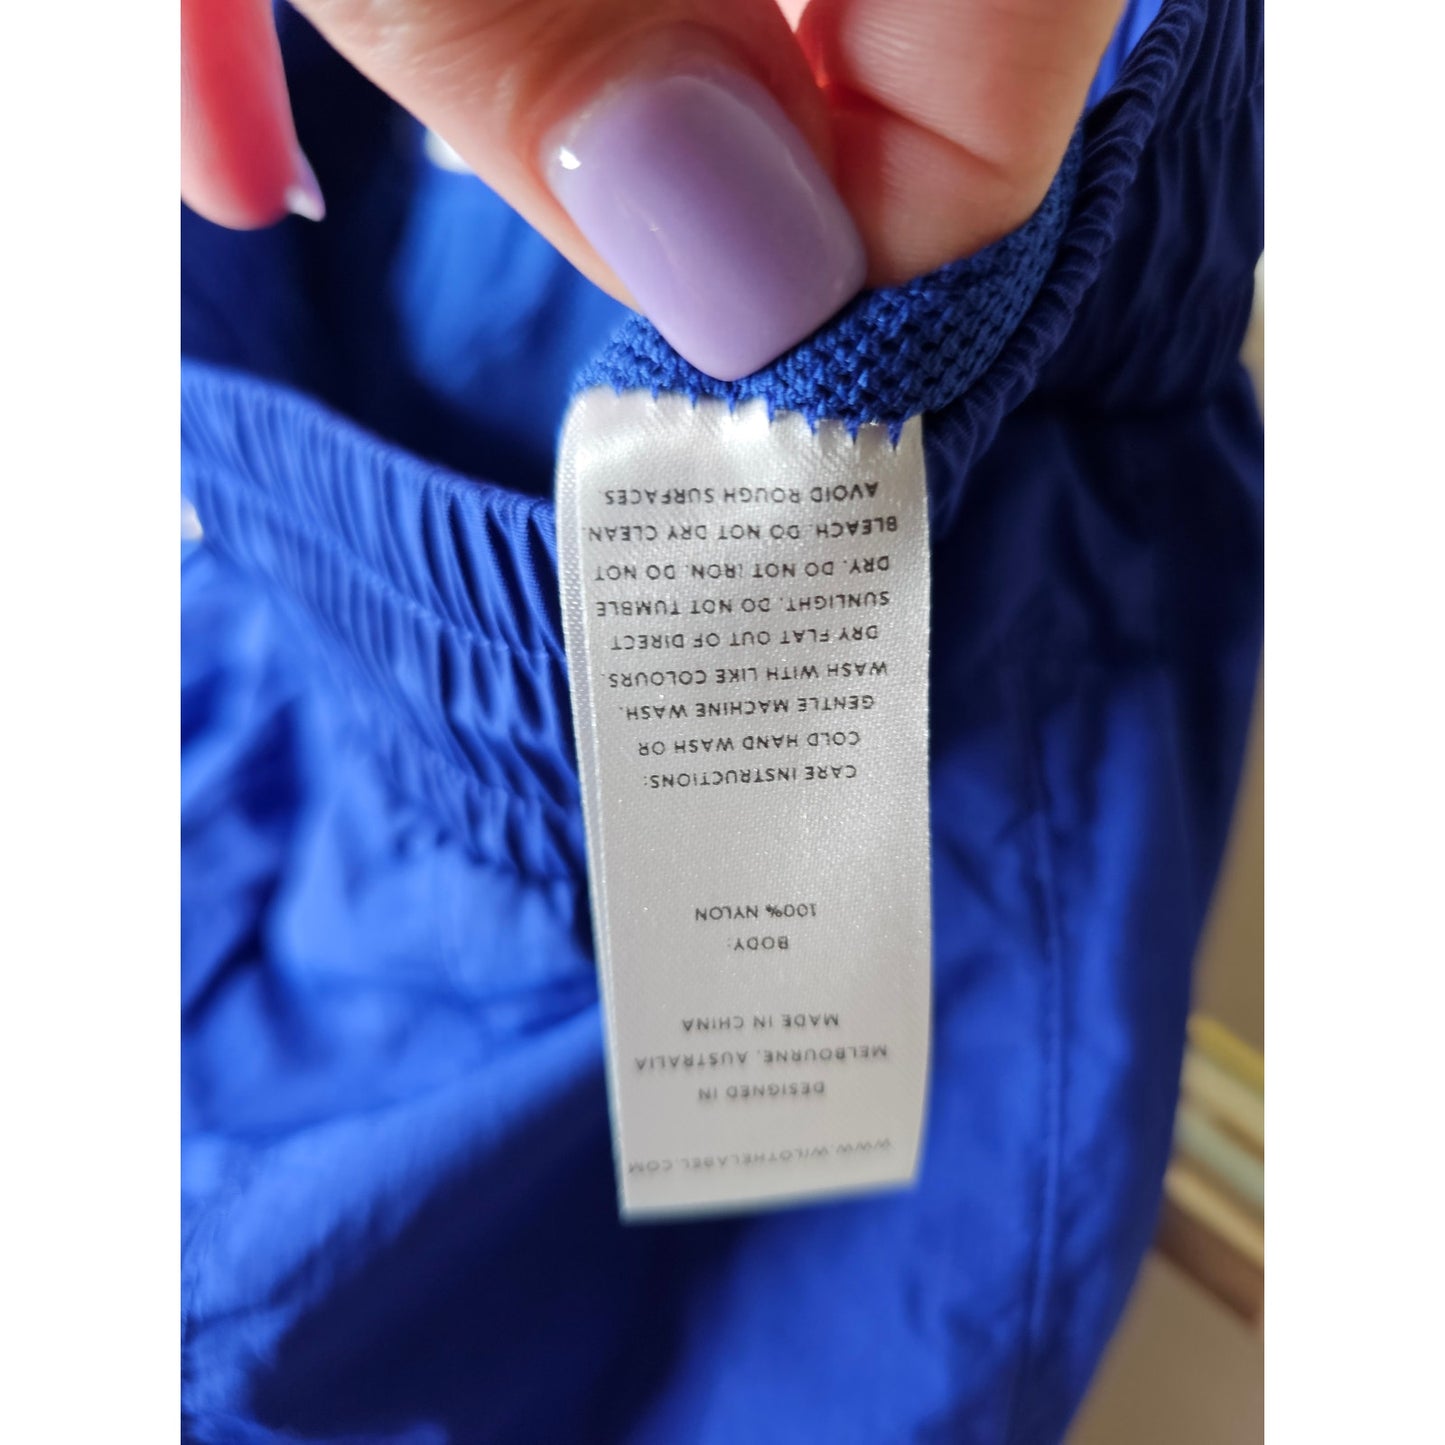 WWW.WILOTHELABEL.COM
DESIGNED IN
MELBOURNE, AUSTRALIA
MADE IN CHINA
BODY:
100% NYLON
CARE INSTRUCTIONS:
COLD HAND WASH OR
GENTLE MACHINE WASH.
WASH WITH LIKE COLOURS.
DRY FLAT OUT OF DIRECT
SUNLIGHT. DO NOT TUMBLE
DRY. DO NOT IRON. DO NOT
BLEACH. DO NOT DRY CLEAN.
AVOID ROUGH SURFACES.